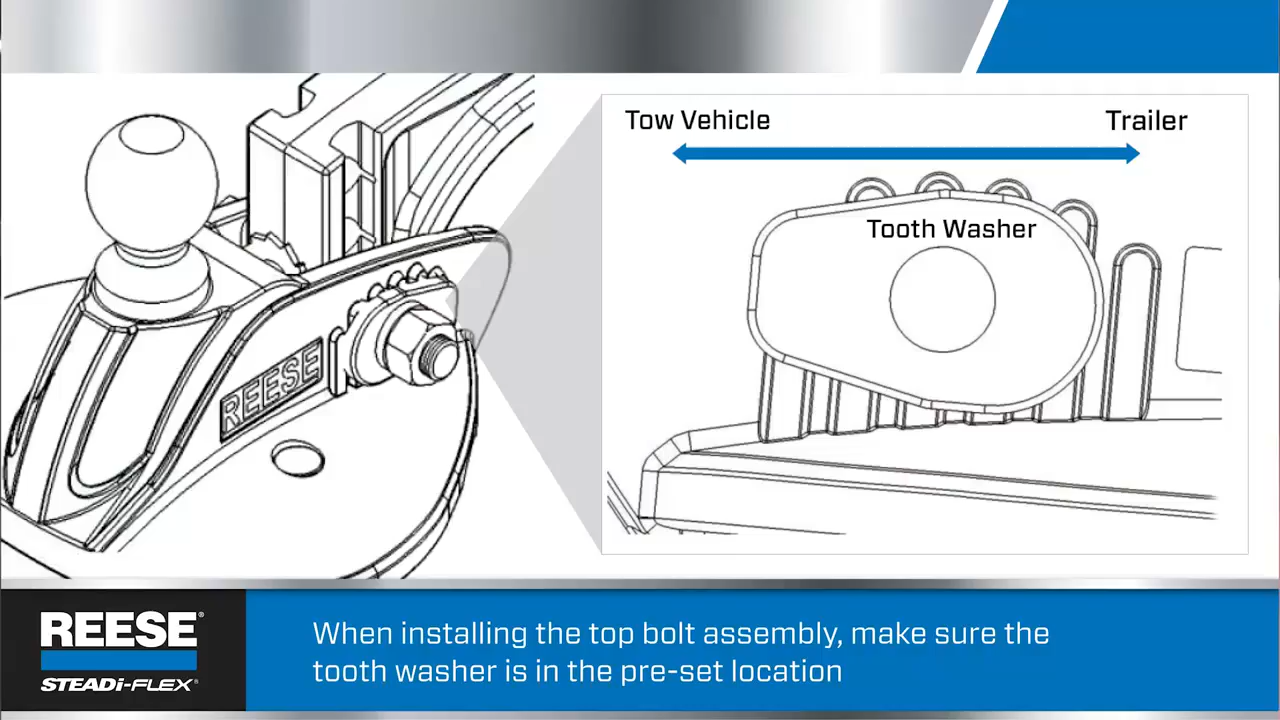 Tow Vehicle
Trailer
Tooth Washer
REESE
REESE®
STEADi-FLEX®
When installing the top bolt assembly, make sure the
tooth washer is in the pre-set location